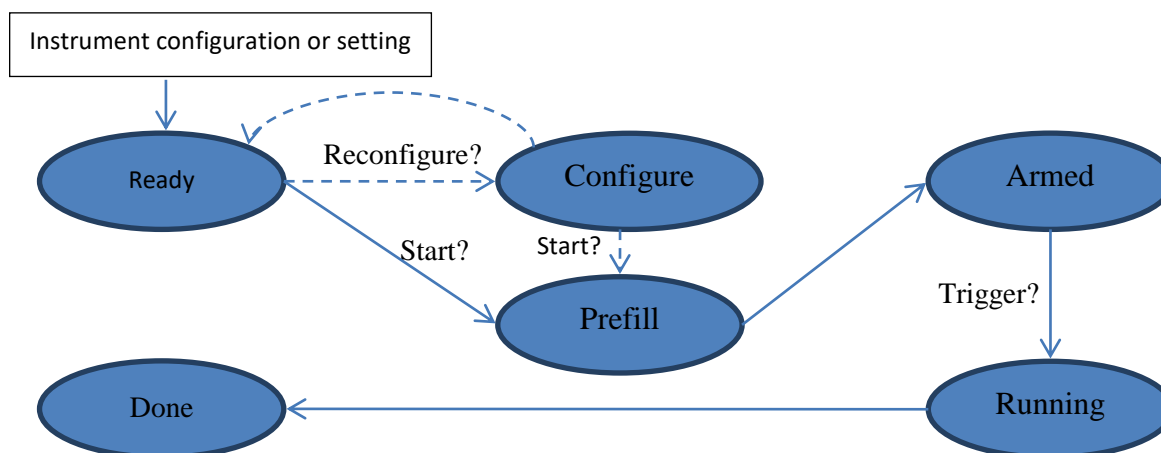 Instrument configuration or setting
Reconfigure?
Ready
Configure
Armed
Start?
Start?
Trigger?
Prefill
Done
Running